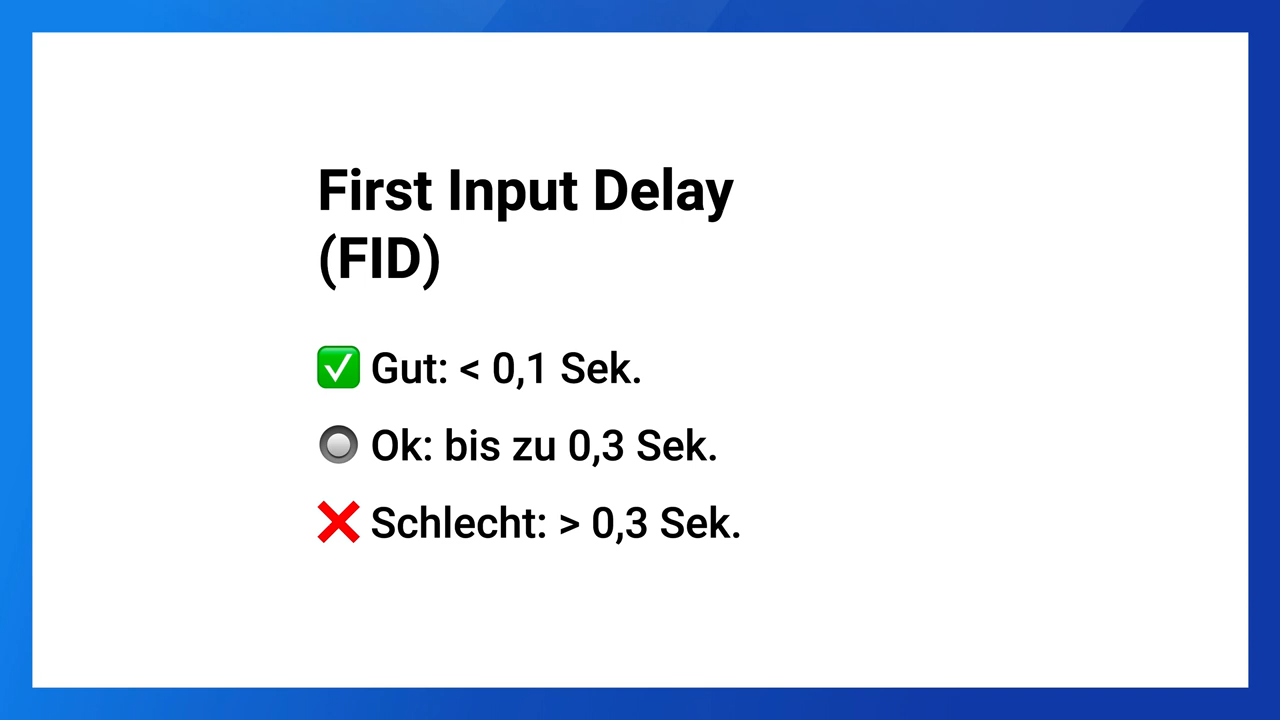 First Input Delay
(FID)
✅ Gut: < 0,1 Sek.
🔘 Ok: bis zu 0,3 Sek.
❌ Schlecht: > 0,3 Sek.